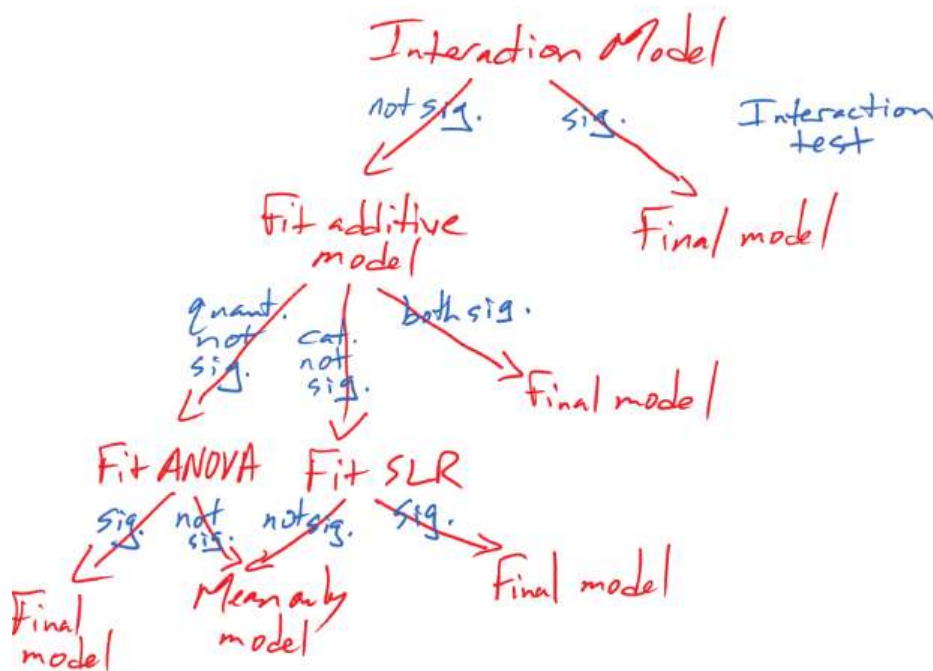 Interaction Model
not sig.
sig.
Interaction
test
Fit additive
model
Final model
quant.
not
sig.
cat.
not
sig.
both sig.
Final model
Fit ANOVA
Fit SLR
sig.
not
sig.
not sig.
sig.
Final
model
Mean only
model
Final model